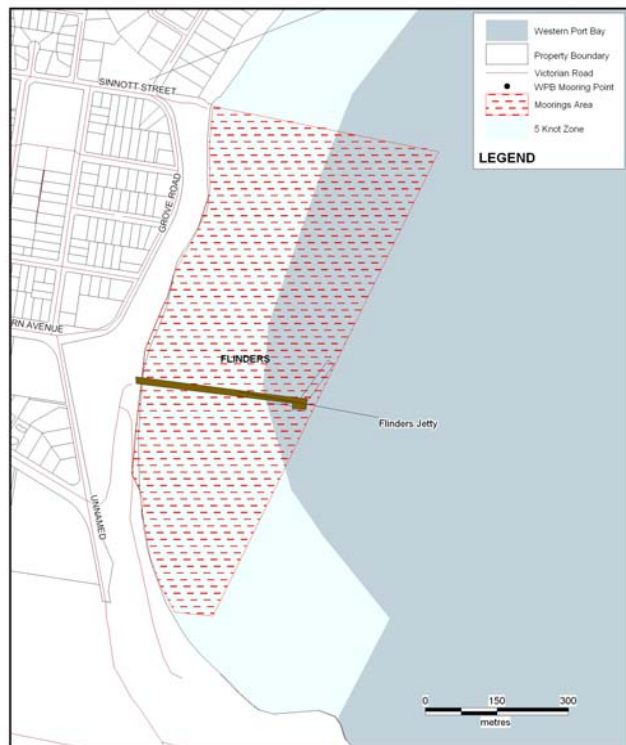 Western Port Bay
Property Boundary
Victorian Road
WPB Mooring Point
Moorings Area
5 Knot Zone
LEGEND
SINNOTT STREET
GROVE ROAD
RN AVENUE
FLINDERS
Flinders Jetty
UNNAMED
0 150 300
metres